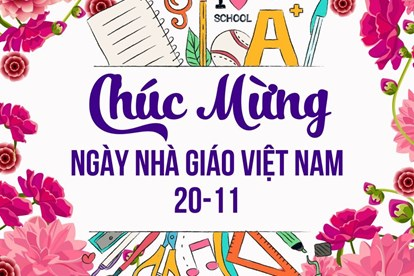 I
SCHOOL
A+
Chúc Mừng
NGÀY NHÀ GIÁO VIỆT NAM
20-11